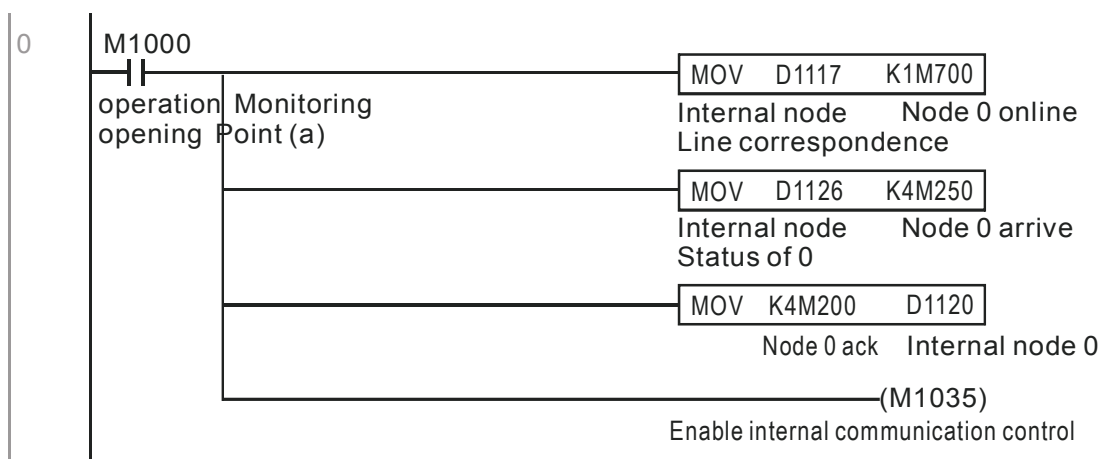 0
M1000
operation Monitoring
opening Point (a)
MOV D1117 K1M700
Internal node Node 0 online
Line correspondence
MOV D1126 K4M250
Internal node Node 0 arrive
Status of 0
MOV K4M200 D1120
Node 0 ack Internal node 0
(M1035)
Enable internal communication control